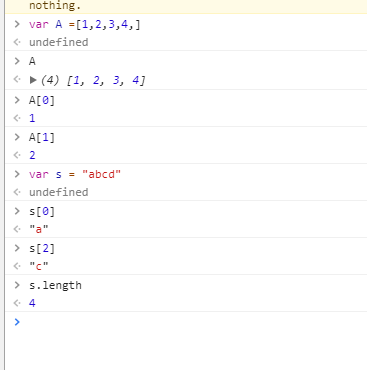 nothing.
> var A =[1,2,3,4,]
< undefined
> A
< ▶ (4) [1, 2, 3, 4]
> A[0]
< 1
> A[1]
< 2
> var s = "abcd"
< undefined
> s[0]
< "a"
> s[2]
< "c"
> s.length
< 4
>